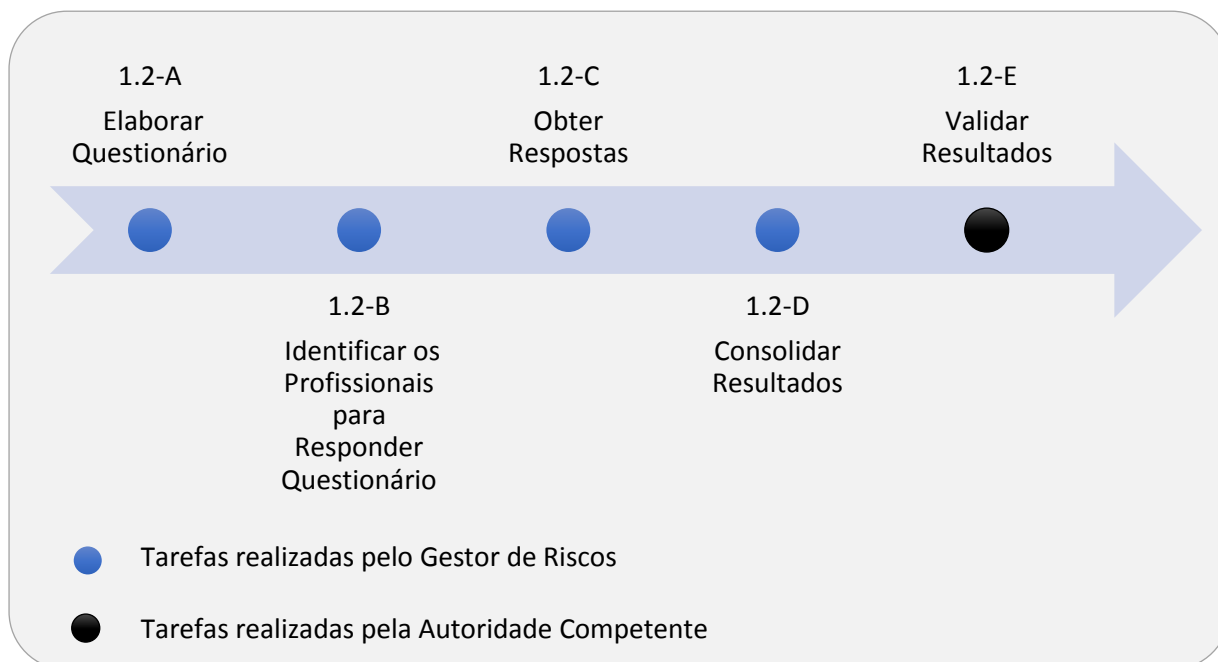 1.2-A
Elaborar
Questionário
1.2-C
Obter
Respostas
1.2-E
Validar
Resultados
1.2-B
Identificar os
Profissionais
para
Responder
Questionário
1.2-D
Consolidar
Resultados
Tarefas realizadas pelo Gestor de Riscos
Tarefas realizadas pela Autoridade Competente